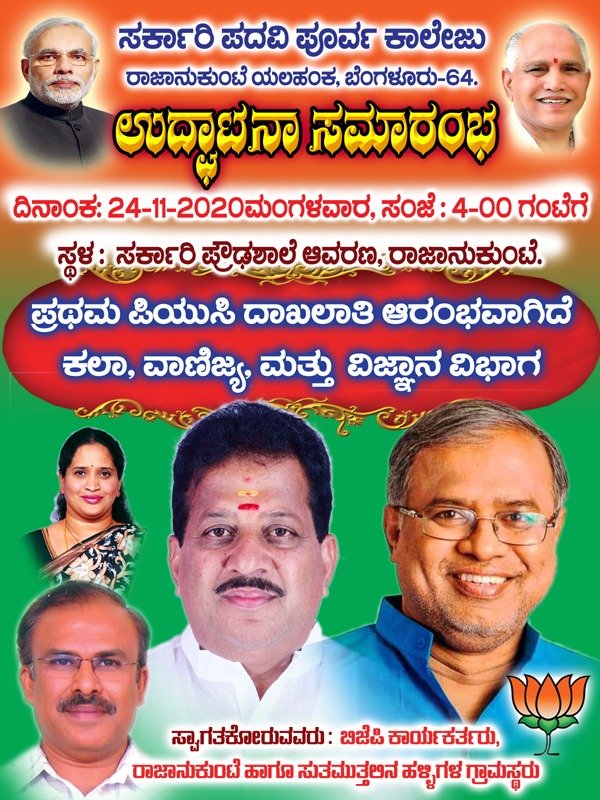 ಸರ್ಕಾರಿ ಪದವಿ ಪೂರ್ವ ಕಾಲೇಜು
ರಾಜಾನುಕುಂಟೆ ಯಲಹಂಕ, ಬೆಂಗಳೂರು-64.
ಉದ್ಘಾಟನಾ ಸಮಾರಂಭ
ದಿನಾಂಕ: 24-11-2020ಮಂಗಳವಾರ, ಸಂಜೆ : 4-00 ಗಂಟೆಗೆ
ಸ್ಥಳ : ಸರ್ಕಾರಿ ಪ್ರೌಢಶಾಲೆ ಆವರಣ, ರಾಜಾನುಕುಂಟೆ.
ಪ್ರಥಮ ಪಿಯುಸಿ ದಾಖಲಾತಿ ಆರಂಭವಾಗಿದೆ
ಕಲಾ, ವಾಣಿಜ್ಯ, ಮತ್ತು ವಿಜ್ಞಾನ ವಿಭಾಗ
ಸ್ವಾಗತಕೋರುವವರು : ಬಿಜೆಪಿ ಕಾರ್ಯಕರ್ತರು,
ರಾಜಾನುಕುಂಟೆ ಹಾಗೂ ಸುತಮುತ್ತಲಿನ ಹಳ್ಳಿಗಳ ಗ್ರಾಮಸ್ಥರು